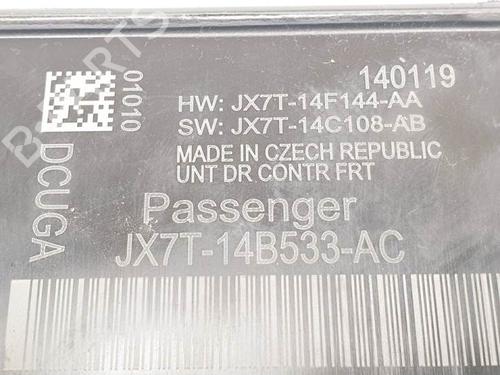 140119
01010
HW: JX7T-14F144-AA
SW: JX7T-14C108-AB
MADE IN CZECH REPUBLIC
UNT DR CONTR FRT
DCUGA
Passenger
JX7T-14B533-AC